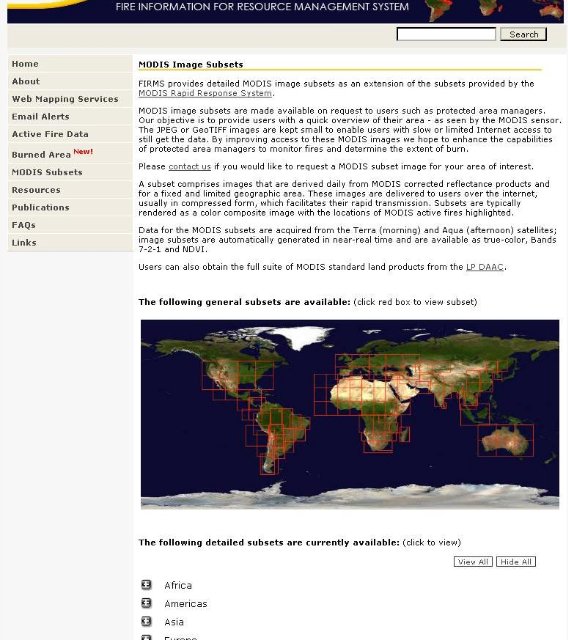 FIRE INFORMATION FOR RESOURCE MANAGEMENT SYSTEM
Search
Home
About
Web Mapping Services
Email Alerts
Active Fire Data
Burned Area New!
MODIS Subsets
Resources
Publications
FAQs
Links
MODIS Image Subsets
FIRMS provides detailed MODIS image subsets as an extension of the subsets provided by the
MODIS Rapid Response System.
MODIS image subsets are made available on request to users such as protected area managers.
Our objective is to provide users with a quick overview of their area - as seen by the MODIS sensor.
The JPEG or GeoTIFF images are kept small to enable users with slow or limited Internet access to
still get the data. By improving access to these MODIS images we hope to enhance the capabilities
of protected area managers to monitor fires and determine the extent of burn.
Please contact us if you would like to request a MODIS subset image for your area of interest.
A subset comprises images that are derived daily from MODIS corrected reflectance products and
for a fixed and limited geographic area. These images are delivered to users over the internet,
usually in compressed form, which facilitates their rapid transmission. Subsets are typically
rendered as a color composite image with the locations of MODIS active fires highlighted.
Data for the MODIS subsets are acquired from the Terra (morning) and Aqua (afternoon) satellites;
image subsets are automatically generated in near-real time and are available as true-color, Bands
7-2-1 and NDVI.
Users can also obtain the full suite of MODIS standard land products from the LP DAAC.
The following general subsets are available: (click red box to view subset)
The following detailed subsets are currently available: (click to view)
View All Hide All
Africa
Americas
Asia
Europe